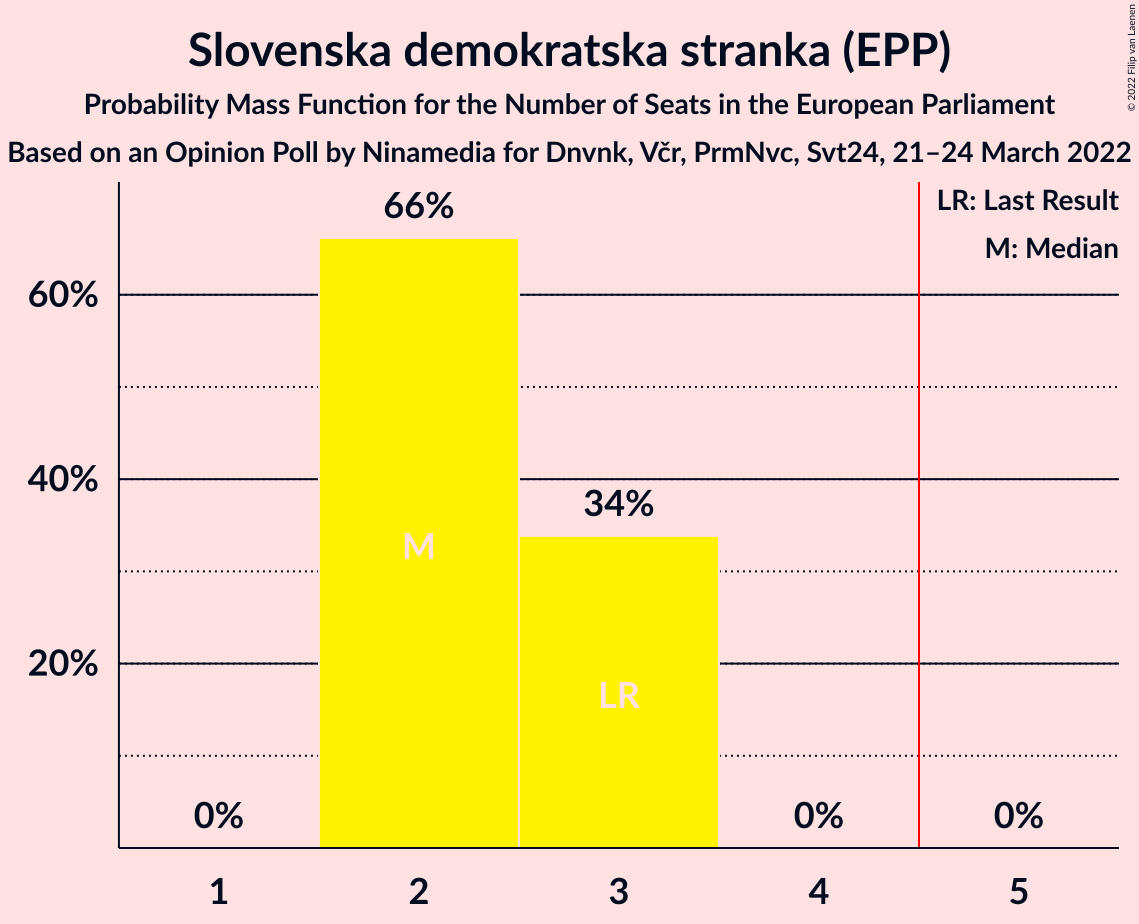 Slovenska demokratska stranka (EPP)
Probability Mass Function for the Number of Seats in the European Parliament
Based on an Opinion Poll by Ninamedia for Dnvnk, Včr, PrmNvc, Svt24, 21–24 March 2022
© 2022 Filip van Laenen
LR: Last Result
M: Median
66%
60%
40%
34%
M
20%
LR
0%
0%
0%
1
2
3
4
5